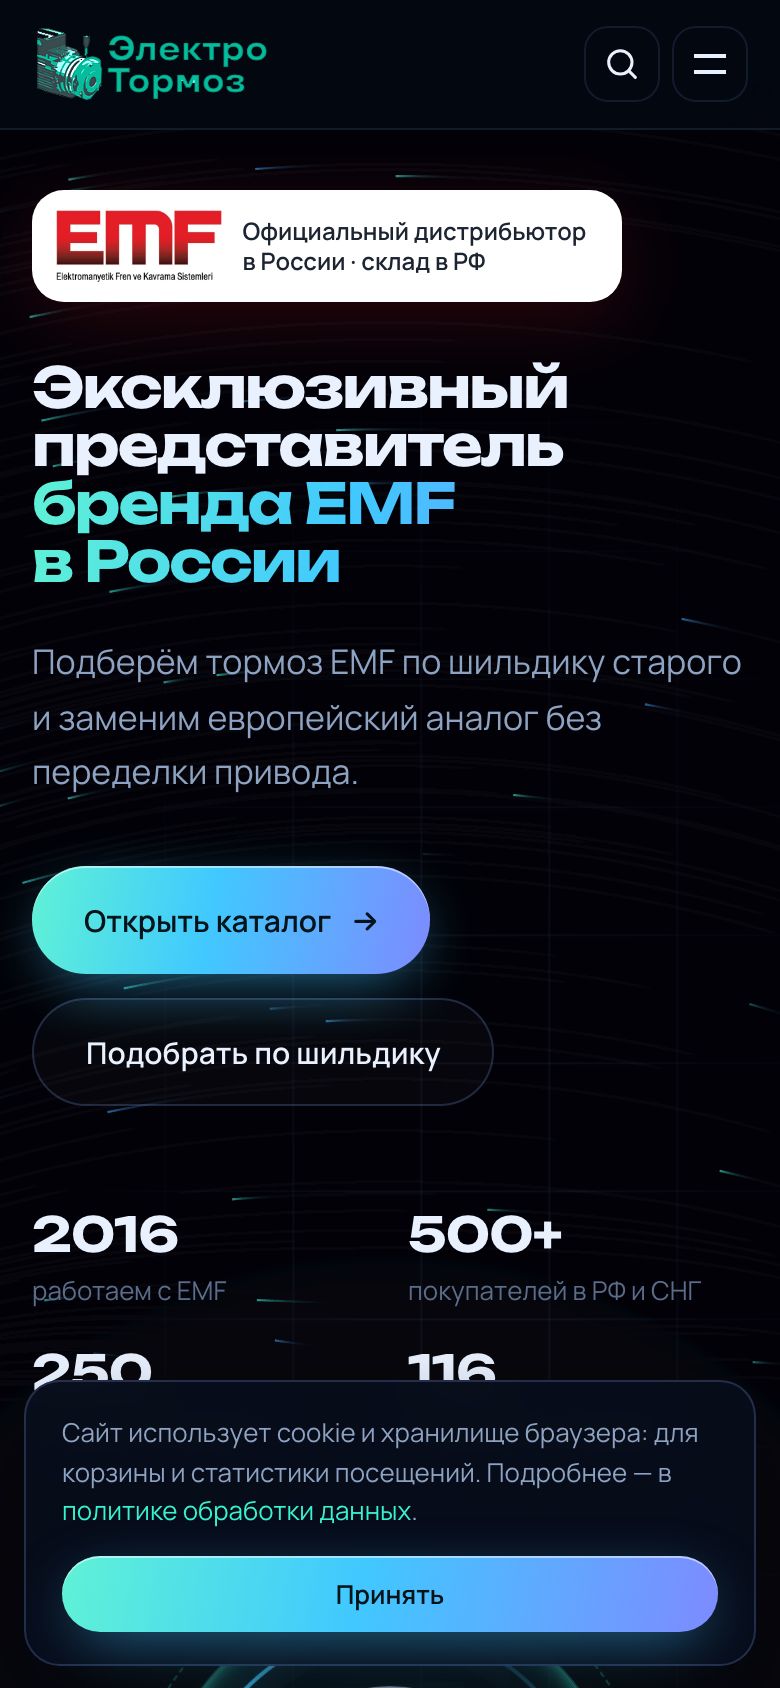 Электро
Тормоз
EMF
Elektromanyetik Fren ve Kavrama Sistemleri
Официальный дистрибьютор
в России · склад в РФ
Эксклюзивный
представитель
бренда EMF
в России
Подберём тормоз EMF по шильдику старого
и заменим европейский аналог без
переделки привода.
Открыть каталог →
Подобрать по шильдику
2016
500+
работаем с EMF
покупателей в РФ и СНГ
250
116
Сайт использует cookie и хранилище браузера: для
корзины и статистики посещений. Подробнее — в
политике обработки данных.
Принять